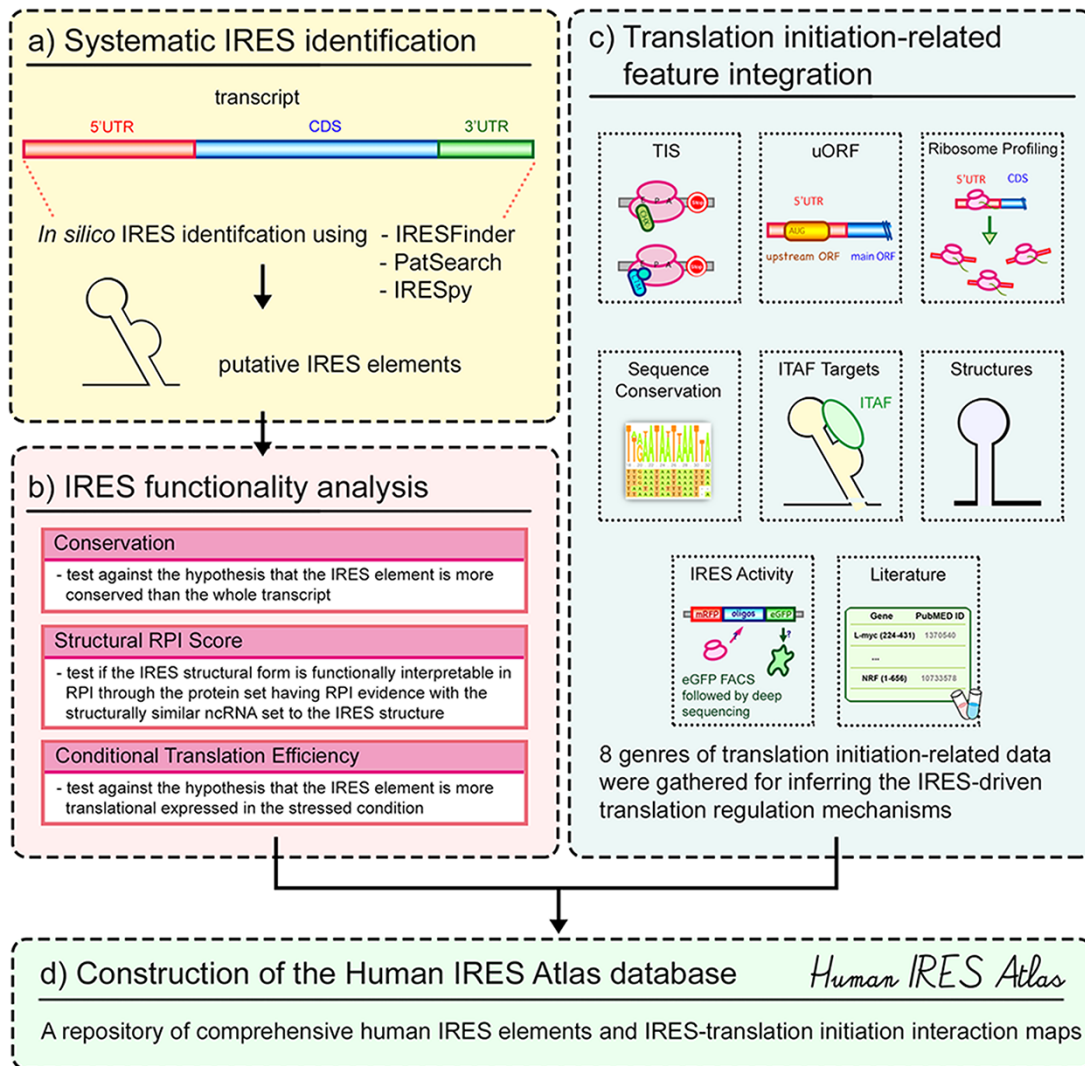 a) Systematic IRES identification
transcript
5'UTR
CDS
3'UTR
In silico IRES identifcation using
- IRESFinder
- PatSearch
- IRESpy
putative IRES elements
b) IRES functionality analysis
Conservation
- test against the hypothesis that the IRES element is more
conserved than the whole transcript
Structural RPI Score
- test if the IRES structural form is functionally interpretable in
RPI through the protein set having RPI evidence with the
structurally similar ncRNA set to the IRES structure
Conditional Translation Efficiency
- test against the hypothesis that the IRES element is more
translational expressed in the stressed condition
c) Translation initiation-related
feature integration
TIS
E P A
P A
uORF
5'UTR
AUG
upstream ORF
main ORF
Ribosome Profiling
5'UTR
CDS
Sequence
Conservation
ITAF Targets
ITAF
Structures
IRES Activity
mRFP
oligos
eGFP
?
?
eGFP FACS
followed by deep
sequencing
Literature
Gene PubMED ID
L-myc (224-431) 1370540
...
NRF (1-656) 10733578
8 genres of translation initiation-related data
were gathered for inferring the IRES-driven
translation regulation mechanisms
d) Construction of the Human IRES Atlas database
Human IRES Atlas
A repository of comprehensive human IRES elements and IRES-translation initiation interaction maps